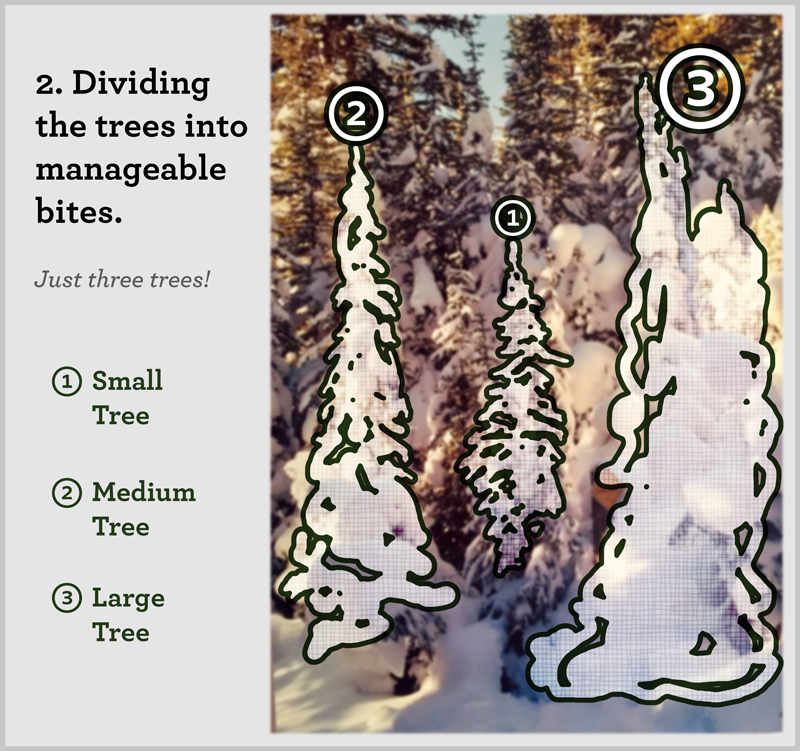 2. Dividing
the trees into
manageable
bites.
Just three trees!
1 Small
Tree
2 Medium
Tree
3 Large
Tree
2
1
3